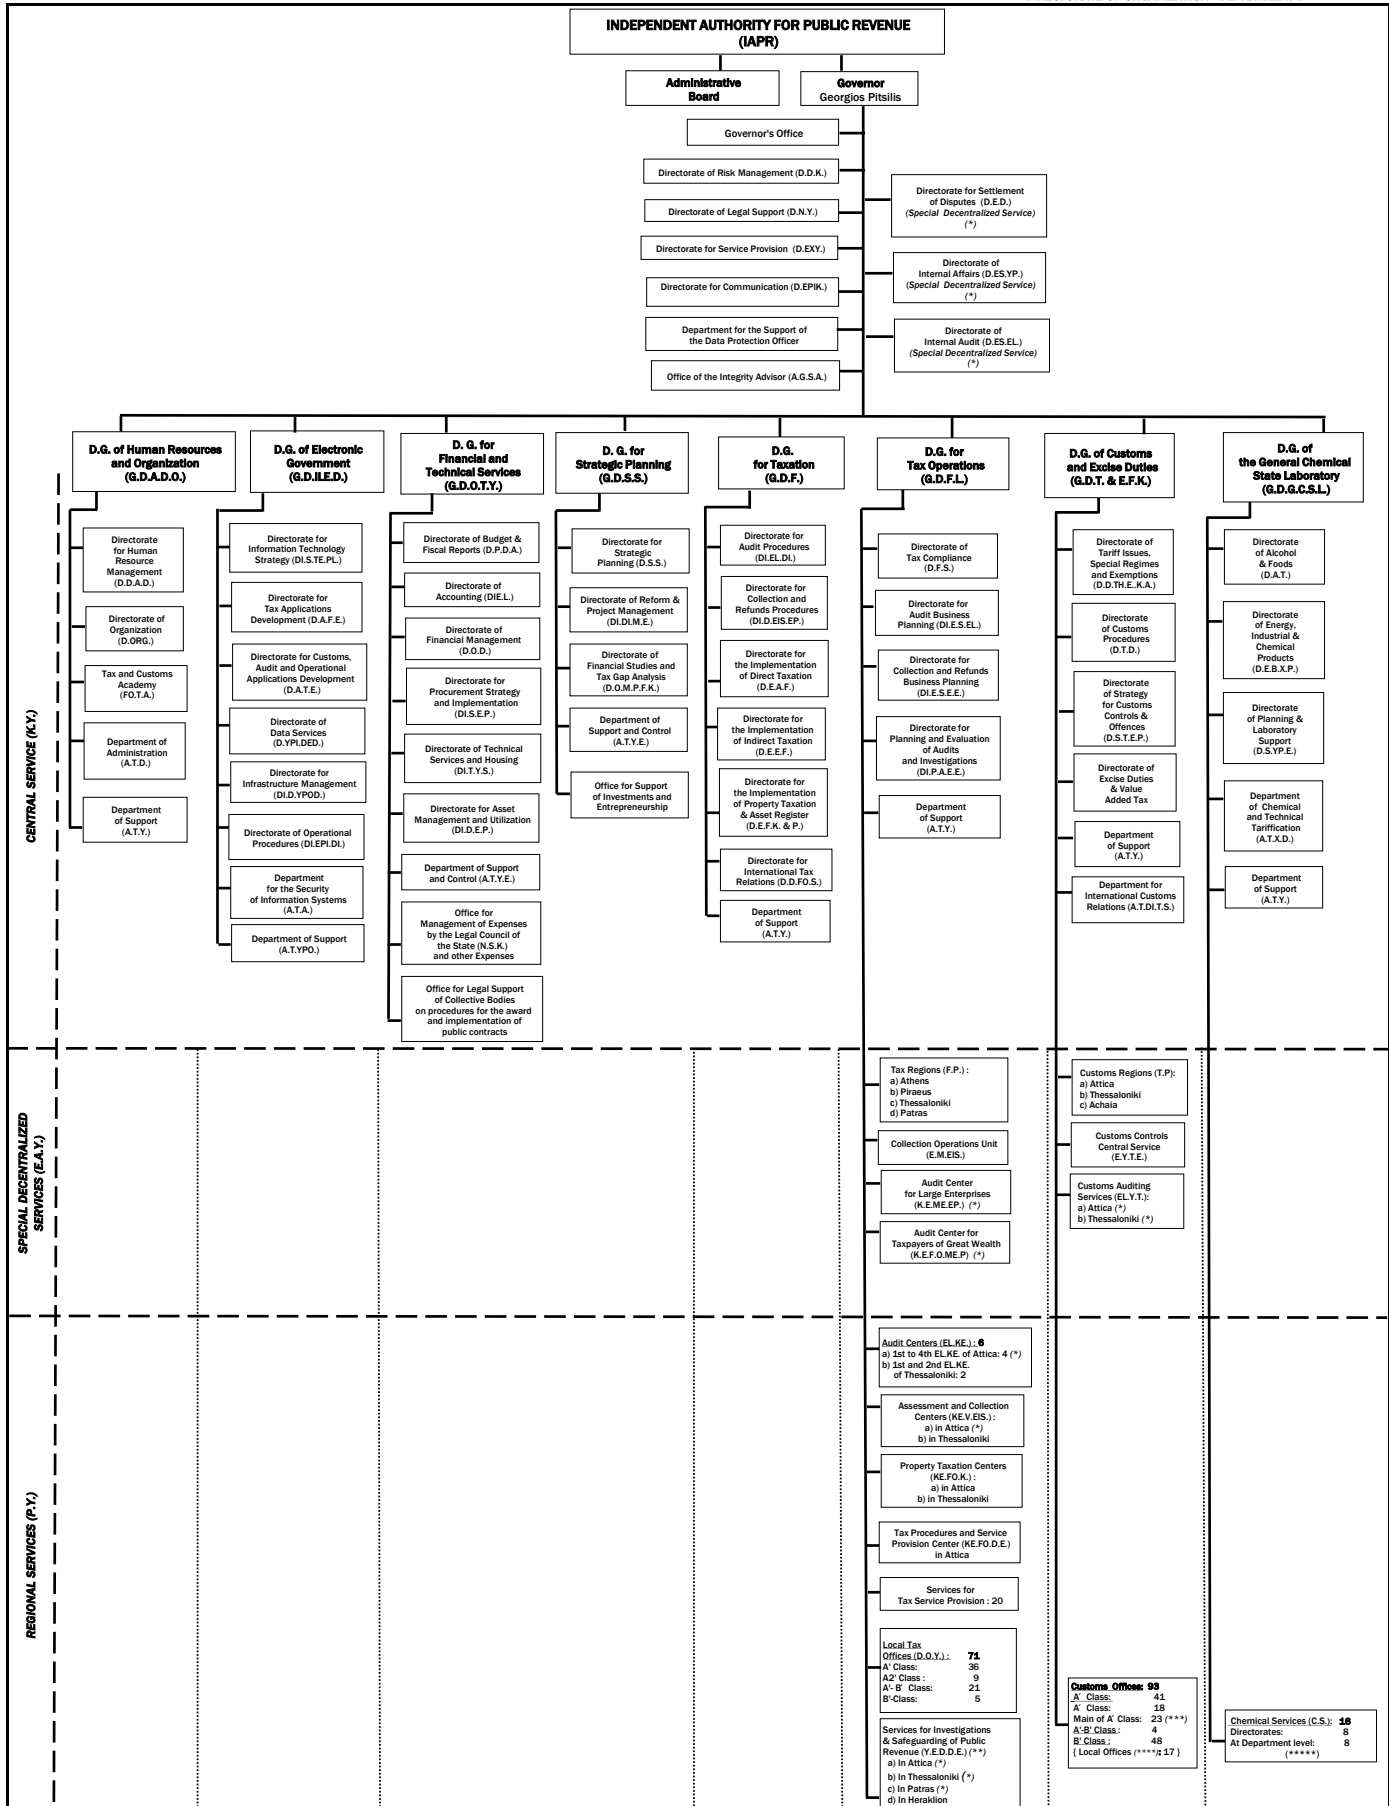 INDEPENDENT AUTHORITY FOR PUBLIC REVENUE
(IAPR)
Administrative
Board
Governor
Georgios Pitsilis
Governor's Office
Directorate of Risk Management (D.D.K.)
Directorate for Settlement
of Disputes (D.E.D.)
(Special Decentralized Service)
(*)
Directorate of Legal Support (D.N.Y.)
Directorate for Service Provision (D.EXY.)
Directorate of
Internal Affairs (D.ES.YP.)
(Special Decentralized Service)
(*)
Directorate for Communication (D.EPIK.)
Department for the Support of
the Data Protection Officer
Directorate of
Internal Audit (D.ES.EL.)
(Special Decentralized Service)
(*)
Office of the Integrity Advisor (A.G.S.A.)
D.G. of Human Resources
and Organization
(G.D.A.D.O.)
D.G. of Electronic
Government
(G.D.ILE.D.)
D. G. for
Financial and
Technical Services
(G.D.O.T.Y.)
D. G. for
Strategic Planning
(G.D.S.S.)
D.G.
for Taxation
(G.D.F.)
D.G. for
Tax Operations
(G.D.F.L.)
D.G. of Customs
and Excise Duties
(G.D.T. & E.F.K.)
D.G. of
the General Chemical
State Laboratory
(G.D.G.C.S.L.)
CENTRAL SERVICE (K.Y.)
Directorate
for Human
Resource
Management
(D.D.A.D.)
Directorate of
Organization
(D.ORG.)
Tax and Customs
Academy
(FO.T.A.)
Department of
Administration
(A.T.D.)
Department
of Support
(A.T.Y.)
Directorate for
Information Technology
Strategy (DI.S.TE.PL.)
Directorate for
Tax Applications
Development (D.A.F.E.)
Directorate for Customs,
Audit and Operational
Applications Development
(D.A.T.E.)
Directorate of
Data Services
(D.YPI.DED.)
Directorate for
Infrastructure Management
(DI.D.YPOD.)
Directorate of Operational
Procedures (DI.EPI.DI.)
Department
for the Security
of Information Systems
(A.T.A.)
Department of Support
(A.T.YPO.)
Directorate of Budget &
Fiscal Reports (D.P.D.A.)
Directorate of
Accounting (DIE.L.)
Directorate of
Financial Management
(D.O.D.)
Directorate for
Procurement Strategy
and Implementation
(DI.S.E.P.)
Directorate of Technical
Services and Housing
(DI.T.Y.S.)
Directorate for Asset
Management and Utilization
(DI.D.E.P.)
Department of Support
and Control (A.T.Y.E.)
Office for
Management of Expenses
by the Legal Council of
the State (N.S.K.)
and other Expenses
Office for Legal Support
of Collective Bodies
on procedures for the award
and implementation of
public contracts
Directorate for
Strategic
Planning (D.S.S.)
Directorate of Reform &
Project Management
(DI.DI.M.E.)
Directorate of
Financial Studies and
Tax Gap Analysis
(D.O.M.P.F.K.)
Department of
Support and Control
(A.T.Y.E.)
Office for Support
of Investments and
Entrepreneurship
Directorate for
Audit Procedures
(DI.EL.DI.)
Directorate for
Collection and
Refunds Procedures
(DI.D.EIS.EP.)
Directorate for
the Implementation
of Direct Taxation
(D.E.A.F.)
Directorate for
the Implementation
of Indirect Taxation
(D.E.E.F.)
Directorate for
the Implementation
of Property Taxation
& Asset Register
(D.E.F.K. & P.)
Directorate for
International Tax
Relations (D.D.FO.S.)
Department
of Support
(A.T.Y.)
Directorate of
Tax Compliance
(D.F.S.)
Directorate for
Audit Business
Planning (DI.E.S.EL.)
Directorate for
Collection and Refunds
Business Planning
(DI.E.S.E.E.)
Directorate for
Planning and Evaluation
of Audits
and Investigations
(DI.P.A.E.E.)
Department
of Support
(A.T.Y.)
Directorate of
Tariff Issues,
Special Regimes
and Exemptions
(D.D.TH.E..K.A.)
Directorate
of Customs
Procedures
(D.T.D.)
Directorate
of Strategy
for Customs
Controls &
Offences
(D.S.T.E.P.)
Directorate of
Excise Duties
& Value
Added Tax
Department
of Support
(A.T.Y.)
Department for
International Customs
Relations (A.T.DI.T.S.)
Directorate
of Alcohol
& Foods
(D.A.T.)
Directorate
of Energy,
Industrial &
Chemical
Products
(D.E.B.X.P.)
Directorate
of Planning &
Laboratory
Support
(D.S.YP.E.)
Department
of Chemical
and Technical
Tariffication
(A.T.X.D.)
Department
of Support
(A.T.Y.)
SPECIAL DECENTRALIZED
SERVICES (E.A.Y.)
Tax Regions (F.P.) :
a) Athens
b) Piraeus
c) Thessaloniki
d) Patras
Collection Operations Unit
(E.M.EIS.)
Audit Center
for Large Enterprises
(K.E.ME.EP.) (*)
Audit Center for
Taxpayers of Great Wealth
(K.E.F.O.ME.P) (*)
Customs Regions (T.P):
a) Attica
b) Thessaloniki
c) Achaia
Customs Controls
Central Service
(E.Y.T.E.)
Customs Auditing
Services (EL.Y.T.):
a) Attica (*)
b) Thessaloniki (*)
REGIONAL SERVICES (P.Y.)
Audit Centers (EL.KE.) : 6
a) 1st to 4th EL.KE. of Attica: 4 (*)
b) 1st and 2nd EL.KE.
of Thessaloniki: 2
Assessment and Collection
Centers (KE.V.EIS.) :
a) in Attica (*)
b) in Thessaloniki
Property Taxation Centers
(KE.FO.K.) :
a) in Attica
b) in Thessaloniki
Tax Procedures and Service
Provision Center (KE.FO.D.E.)
in Attica
Services for
Tax Service Provision : 20
Local Tax
Offices (D.O.Y.) : 71
A' Class: 36
A2' Class : 9
A'- B' Class: 21
B'-Class: 5
Services for Investigations
& Safeguarding of Public
Revenue (Y.E.D.D.E.) (**)
a) In Attica (*)
b) In Thessaloniki (*)
c) In Patras (*)
d) In Heraklion
Customs Offices: 93
A' Class: 41
A' Class: 18
Main of A' Class: 23 (***)
A'-B' Class : 4
B' Class : 48
{ Local Offices (****): 17 }
Chemical Services (C.S.): 16
Directorates: 8
At Department level: 8
(*****)